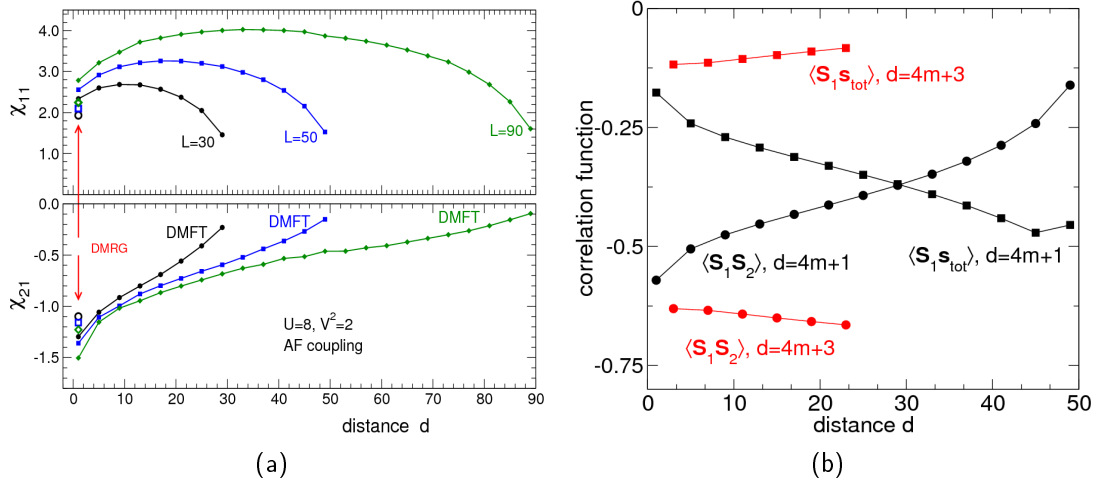 4.0
3.0
2.0
1.0
χ11
L=30
L=50
L=90
0.0
-0.5
-1.0
-1.5
χ21
DMFT
DMFT
DMFT
DMRG
U=8, V²=2
AF coupling
0 10 20 30 40 50 60 70 80 90
distance d
(a)
0
-0.25
-0.5
-0.75
correlation function
⟨S₁stot⟩, d=4m+3
⟨S₁S₂⟩, d=4m+1
⟨S₁stot⟩, d=4m+1
⟨S₁S₂⟩, d=4m+3
0 10 20 30 40 50
distance d
(b)